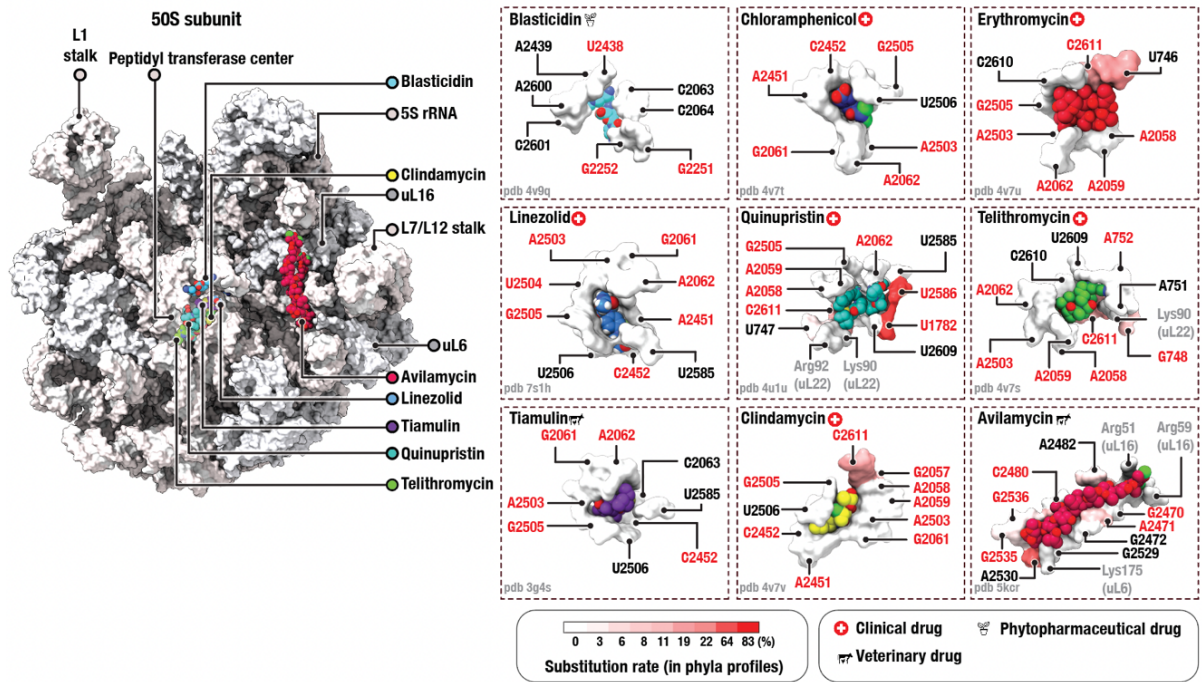 50S subunit
L1
stalk
Peptidyl transferase center
Blasticidin
5S rRNA
Clindamycin
uL16
L7/L12 stalk
uL6
Avilamycin
Linezolid
Tiamulin
Quinupristin
Telithromycin
Blasticidin
A2439
U2438
A2600
C2063
C2064
C2601
G2252
G2251
pdb 4v9q
Chloramphenicol
C2452
G2505
A2451
U2506
G2061
A2503
A2062
pdb 4v7t
Erythromycin
C2611
U746
C2610
G2505
A2503
A2058
A2062
A2059
pdb 4v7u
Linezolid
A2503
G2061
U2504
A2062
G2505
A2451
U2506
C2452
U2585
pdb 7s1h
Quinupristin
G2505
A2062
U2585
A2059
A2058
U2586
C2611
U1782
U747
U2609
Arg92
(uL22)
Lys90
(uL22)
pdb 4u1u
Telithromycin
U2609
A752
C2610
A2062
A751
Lys90
(uL22)
C2611
G748
A2503
A2059
A2058
pdb 4v7s
Tiamulin
G2061
A2062
C2063
A2503
U2585
G2505
C2452
U2506
pdb 3g4s
Clindamycin
C2611
G2505
G2057
A2058
U2506
A2059
C2452
A2503
G2061
A2451
pdb 4v7v
Avilamycin
Arg51
(uL16)
Arg59
(uL16)
A2482
C2480
G2536
G2470
A2471
G2472
G2535
G2529
A2530
Lys175
(uL6)
pdb 5kcr
0 3 6 8 11 19 22 64 83 (%)
Substitution rate (in phyla profiles)
Clinical drug
Phytopharmaceutical drug
Veterinary drug